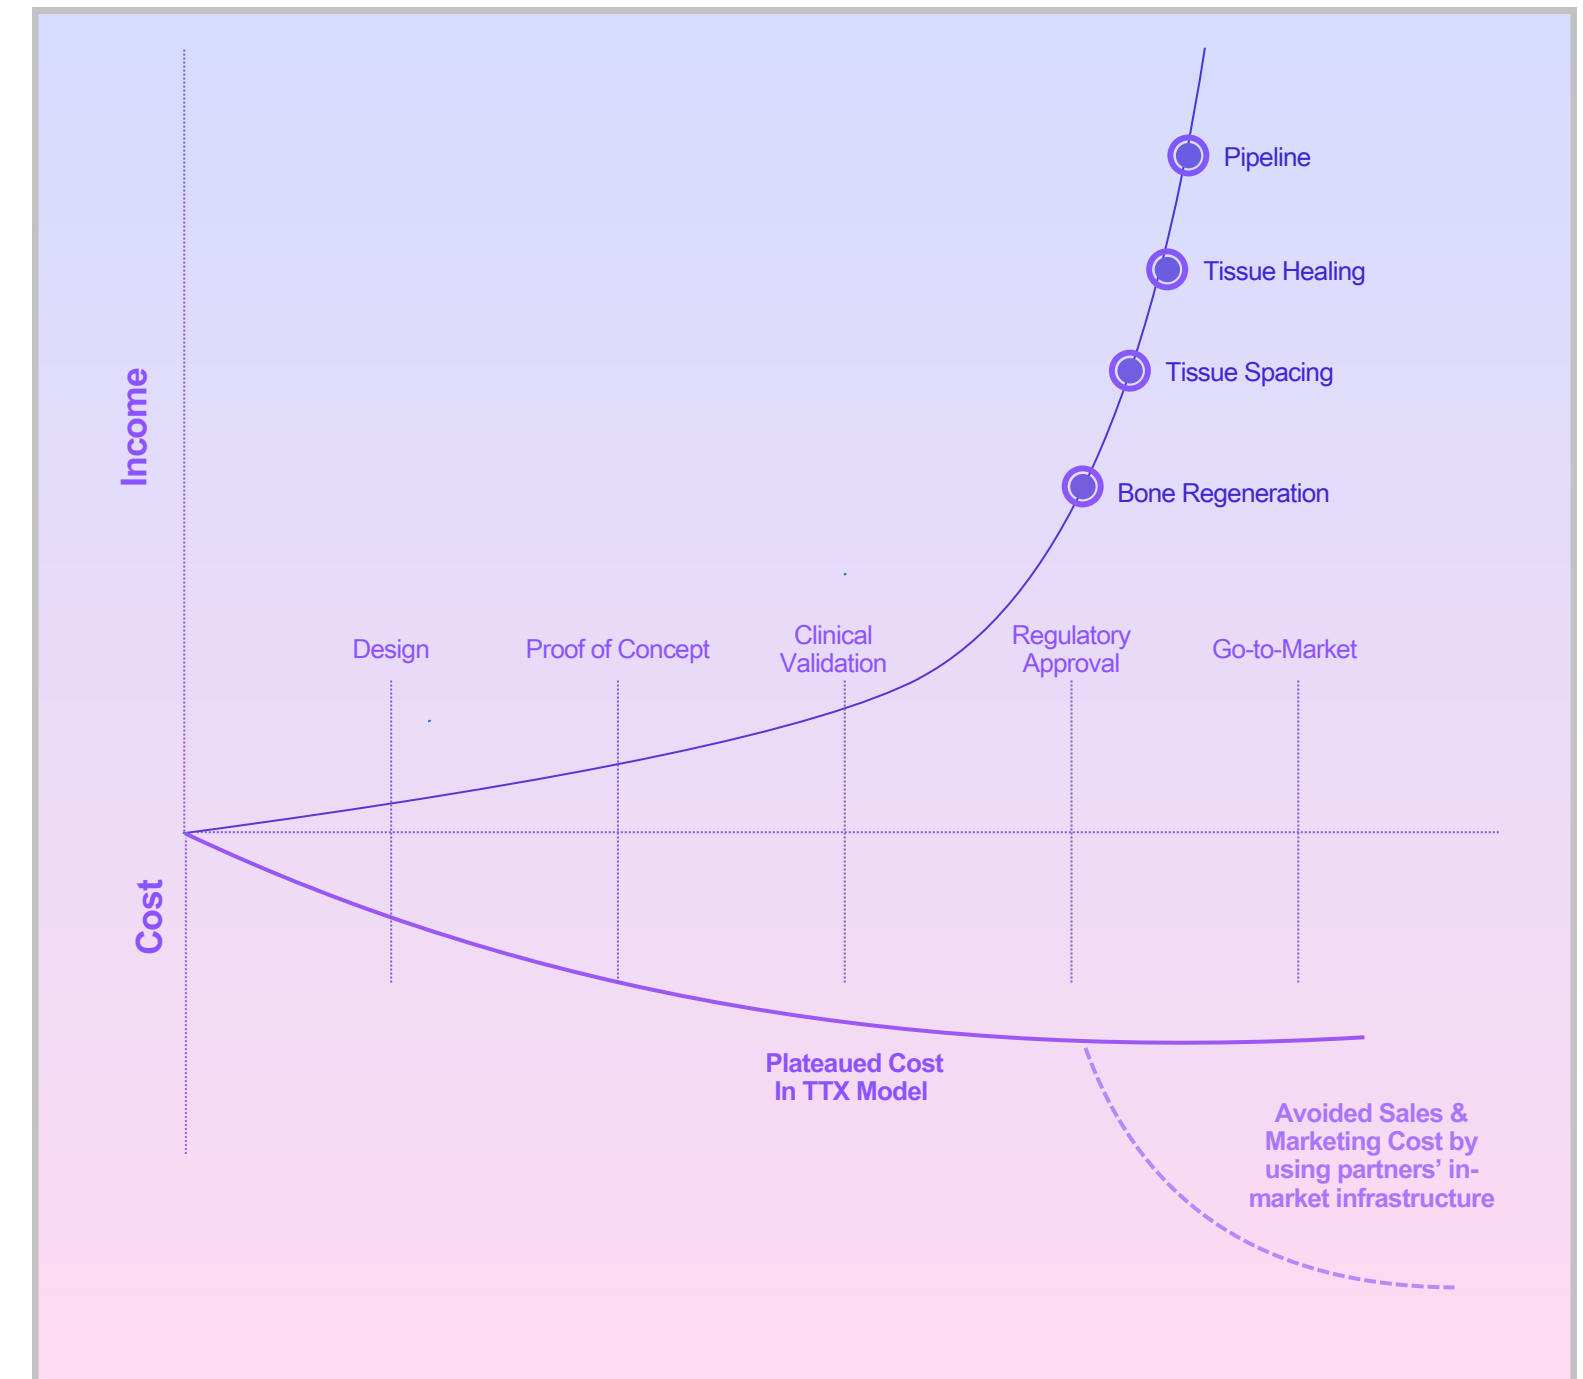 Pipeline
Tissue Healing
Tissue Spacing
Income
Bone Regeneration
Design
Proof of Concept
Clinical
Validation
Regulatory
Approval
Go-to-Market
Cost
Plateaued Cost
In TTX Model
Avoided Sales &
Marketing Cost by
using partners’ in-
market infrastructure